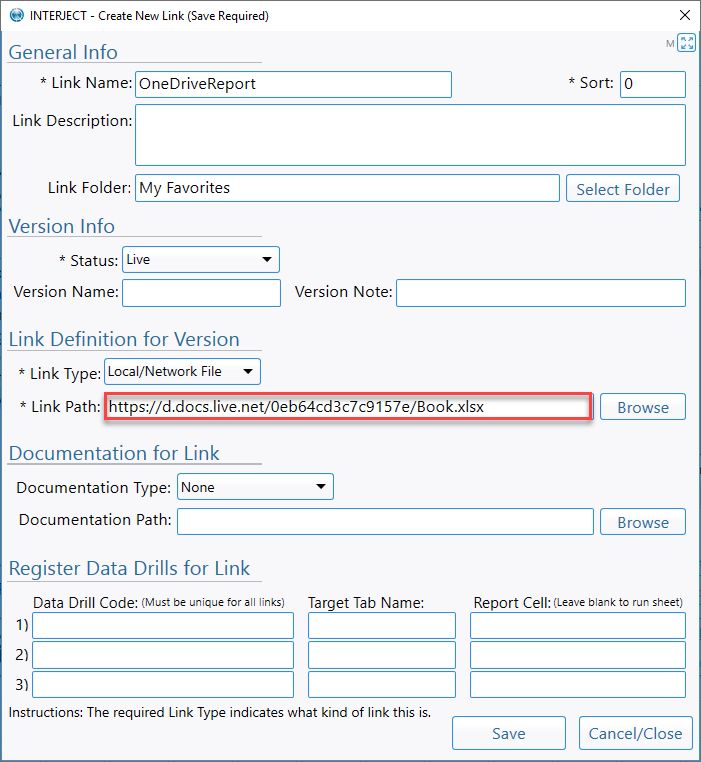 INTERJECT - Create New Link (Save Required)
M
General Info
* Link Name: OneDriveReport * Sort: 0
Link Description:
Link Folder: My Favorites Select Folder
Version Info
* Status: Live
Version Name: Version Note:
Link Definition for Version
* Link Type: Local/Network File
* Link Path: https://d.docs.live.net/0eb64cd3c7c9157e/Book.xlsx Browse
Documentation for Link
Documentation Type: None
Documentation Path: Browse
Register Data Drills for Link
Data Drill Code: (Must be unique for all links) Target Tab Name: Report Cell: (Leave blank to run sheet)
1)
2)
3)
Instructions: The required Link Type indicates what kind of link this is.
Save Cancel/Close